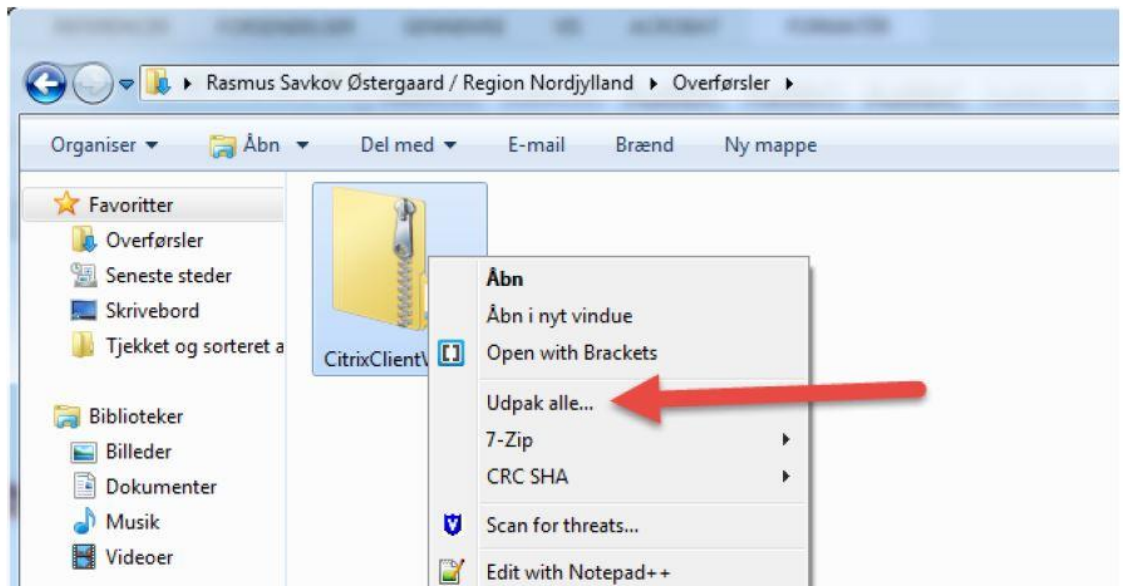 Rasmus Savkov Østergaard / Region Nordjylland Overførsler
Organiser Åbn Del med E-mail Brænd Ny mappe
Favoritter
Overførsler
Seneste steder
Skrivebord
Tjekket og sorteret a
Biblioteker
Billeder
Dokumenter
Musik
Videoer
CitrixClient
Åbn
Åbn i nyt vindue
Open with Brackets
Udpak alle...
7-Zip
CRC SHA
Scan for threats...
Edit with Notepad++